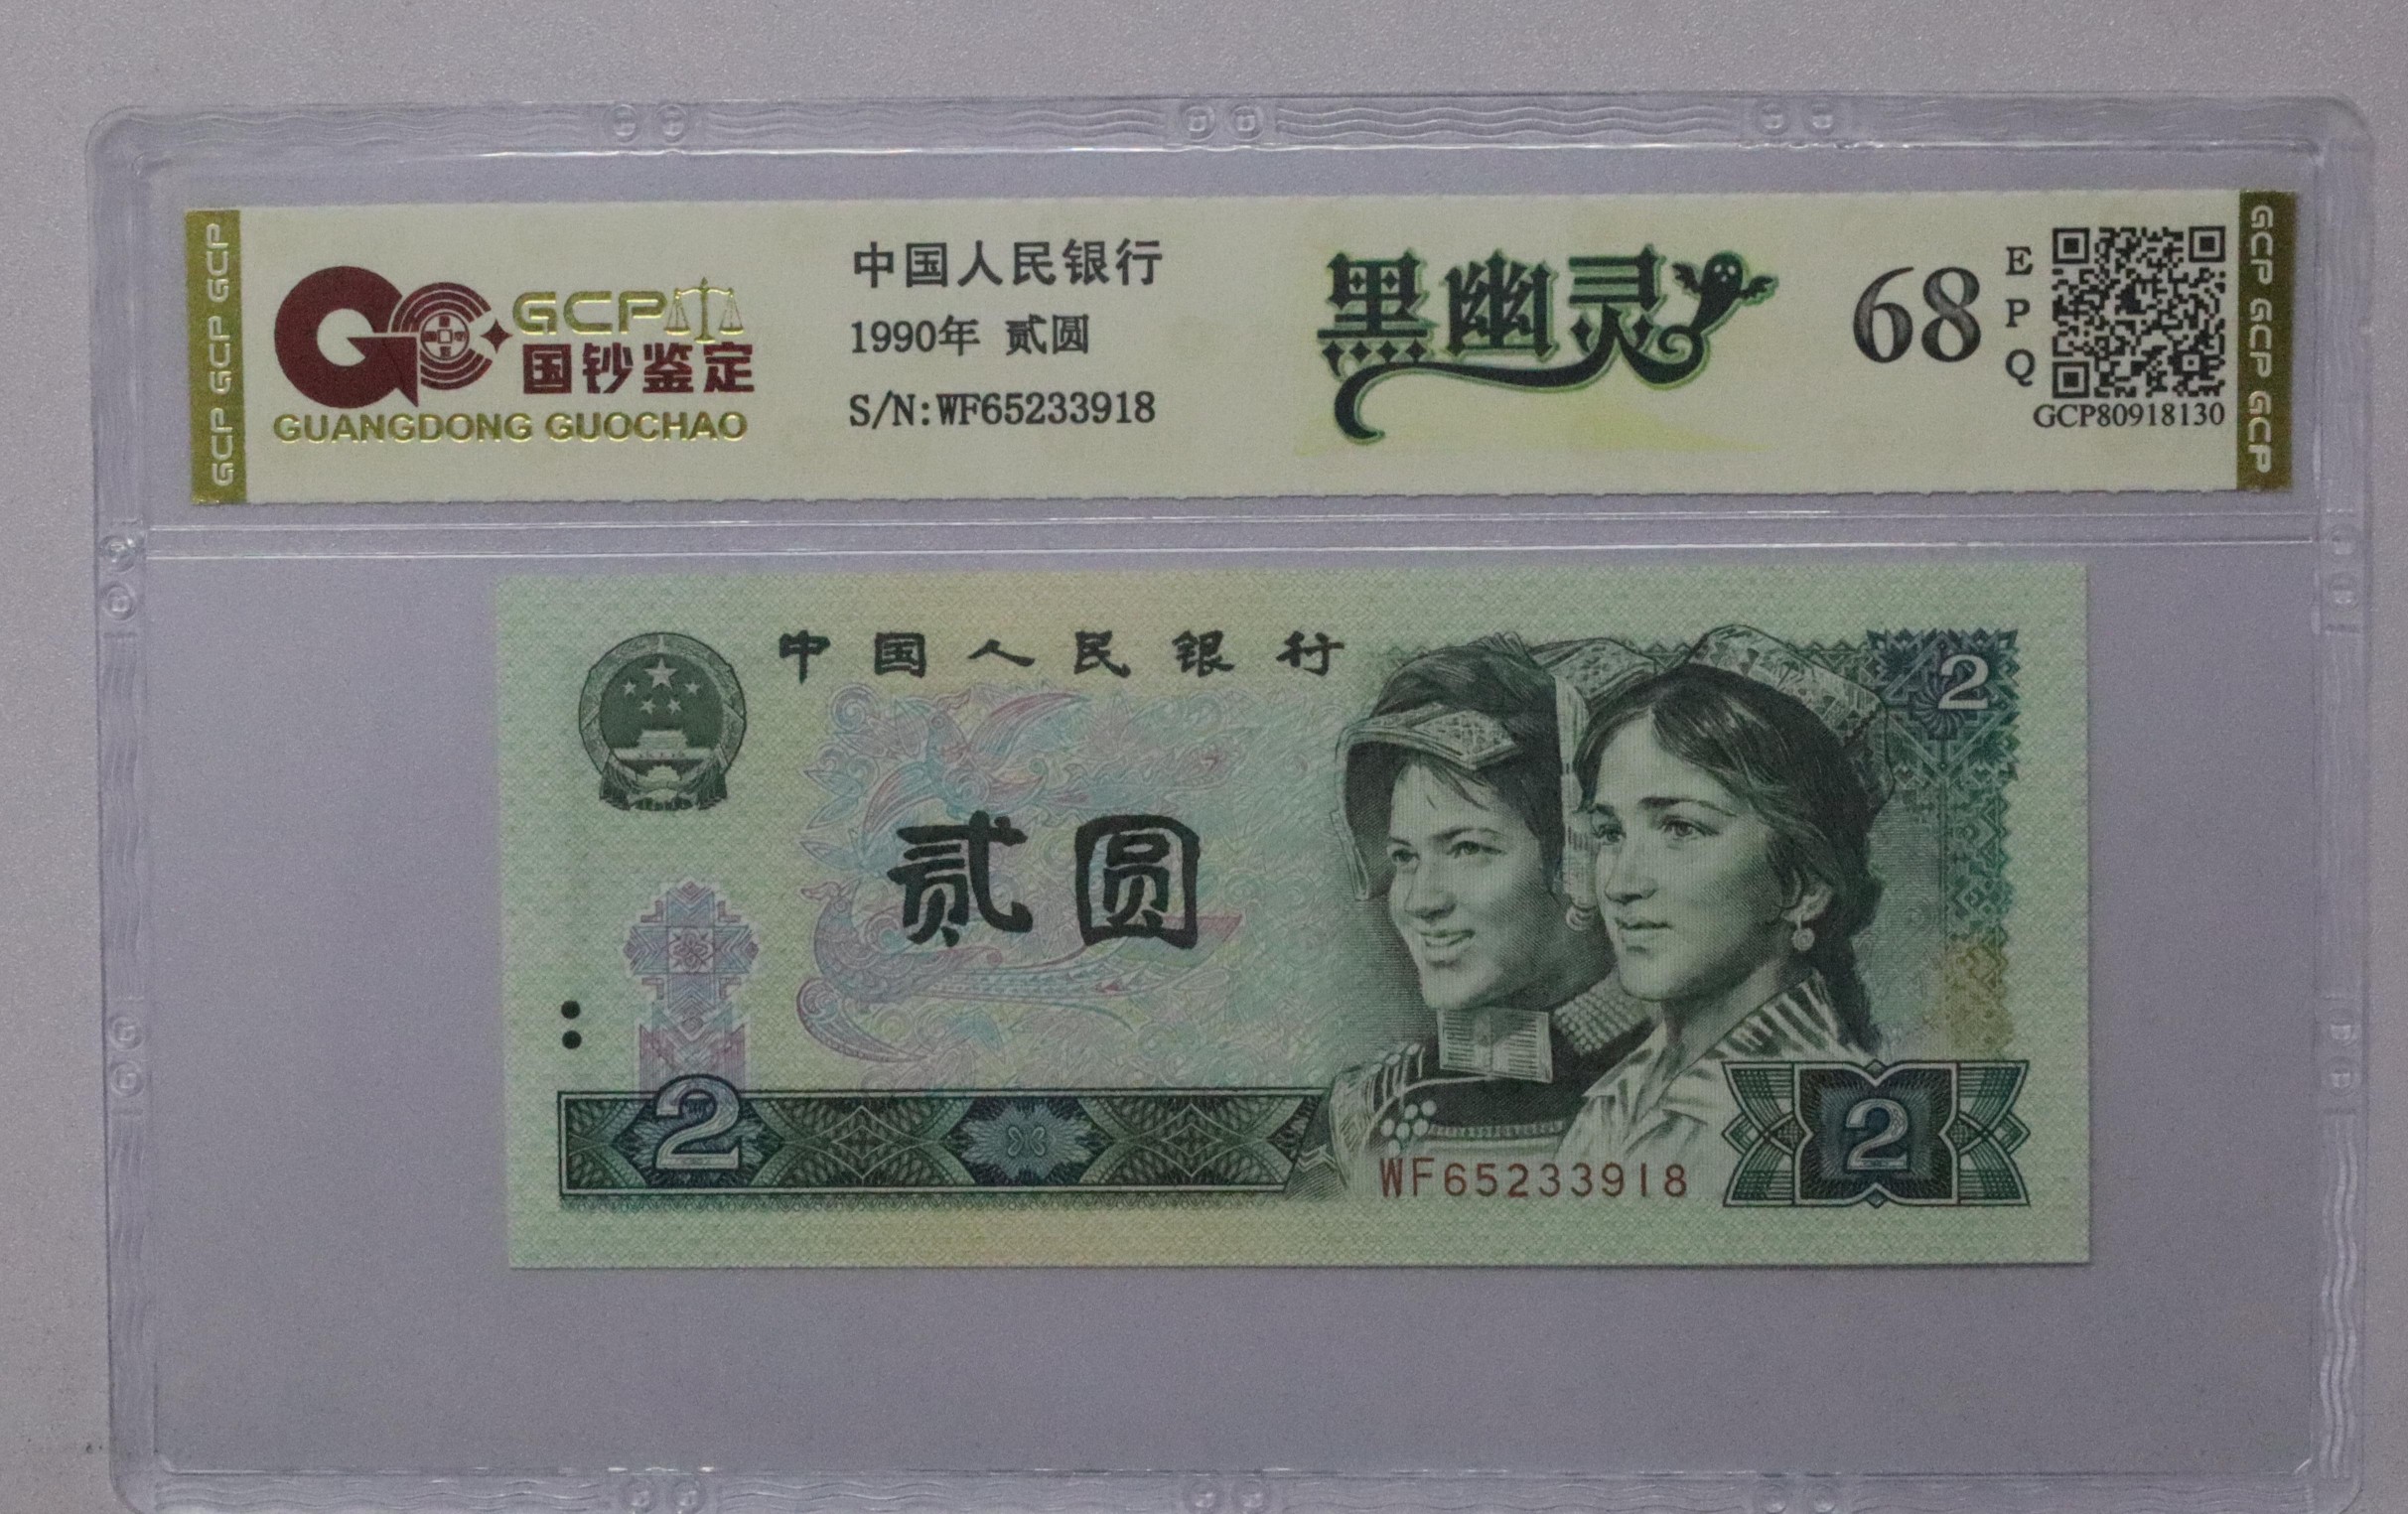 GCP GCP GCP
GCP
国钞鉴定
GUANGDONG GUOCHAO
中国人民银行
1990年 贰圆
S/N:WF65233918
黑幽灵
68
EPQ
GCP80918130
GCP GCP GCP GCP
中国人民银行
2
贰圆
2
WF65233918
2